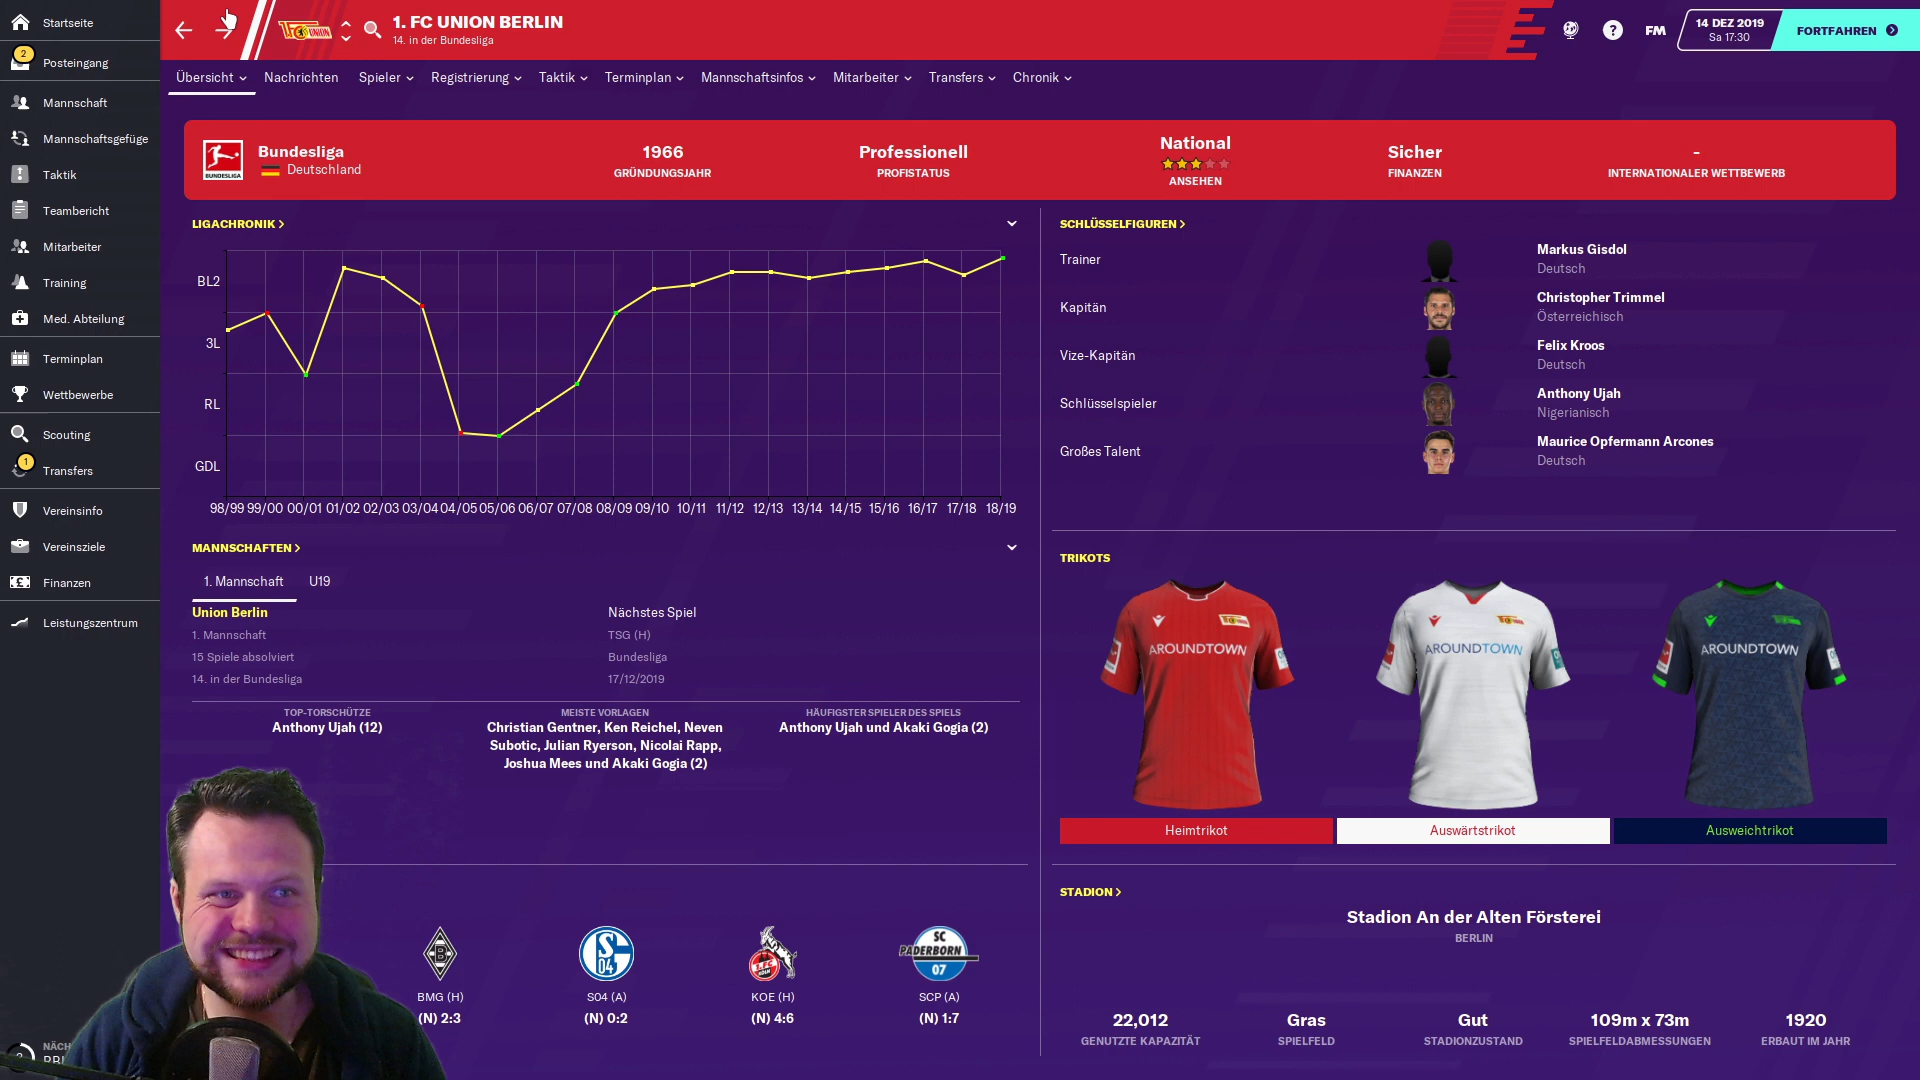 Startseite
2
Posteingang
Mannschaft
Mannschaftsgefüge
Taktik
Teambericht
Mitarbeiter
Training
Med. Abteilung
Terminplan
Wettbewerbe
Scouting
1
Transfers
Vereinsinfo
Vereinsziele
Finanzen
Leistungszentrum
1. FC UNION BERLIN
14. in der Bundesliga
FM
14 DEZ 2019
Sa 17:30
FORTFAHREN
Übersicht Nachrichten Spieler Registrierung Taktik Terminplan Mannschaftsinfos Mitarbeiter Transfers Chronik
BUNDESLIGA
Bundesliga
Deutschland
1966
GRÜNDUNGSJAHR
Professionell
PROFISTATUS
National
ANSEHEN
Sicher
FINANZEN
-
INTERNATIONALER WETTBEWERB
LIGACHRONIK
BL2
3L
RL
GDL
98/99 99/00 00/01 01/02 02/03 03/04 04/05 05/06 06/07 07/08 08/09 09/10 10/11 11/12 12/13 13/14 14/15 15/16 16/17 17/18 18/19
MANNSCHAFTEN
1. Mannschaft U19
Union Berlin
1. Mannschaft
15 Spiele absolviert
14. in der Bundesliga
Nächstes Spiel
TSG (H)
Bundesliga
17/12/2019
TOP-TORSCHÜTZE
Anthony Ujah (12)
MEISTE VORLAGEN
Christian Gentner, Ken Reichel, Neven
Subotic, Julian Ryerson, Nicolai Rapp,
Joshua Mees und Akaki Gogia (2)
HÄUFIGSTER SPIELER DES SPIELS
Anthony Ujah und Akaki Gogia (2)
BMG (H)
(N) 2:3
S04 (A)
(N) 0:2
KOE (H)
(N) 4:6
SC
PADERBORN
07
SCP (A)
(N) 1:7
SCHLÜSSELFIGUREN
Trainer
Markus Gisdol
Deutsch
Kapitän
Christopher Trimmel
Österreichisch
Vize-Kapitän
Felix Kroos
Deutsch
Schlüsselspieler
Anthony Ujah
Nigerianisch
Großes Talent
Maurice Opfermann Arcones
Deutsch
TRIKOTS
AROUNDTOWN
AROUNDTOWN
AROUNDTOWN
Heimtrikot
Auswärtstrikot
Ausweichtrikot
STADION
Stadion An der Alten Försterei
BERLIN
22,012
GENUTZTE KAPAZITÄT
Gras
SPIELFELD
Gut
STADIONZUSTAND
109m x 73m
SPIELFELDABMESSUNGEN
1920
ERBAUT IM JAHR